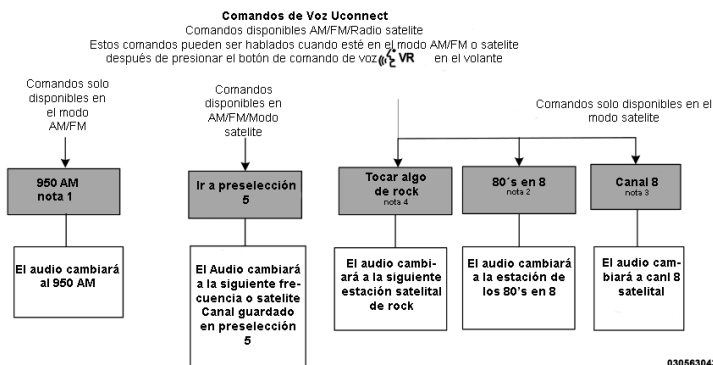 Comandos de Voz Uconnect
Comandos disponibles AM/FM/Radio satelite
Estos comandos pueden ser hablados cuando esté en el modo AM/FM o satelite
después de presionar el botón de comando de voz VR en el volante
Comandos solo
disponibles en
el modo
AM/FM
Comandos
disponibles en
AM/FM/Modo
satelite
Comandos solo disponibles en el
modo satelite
950 AM
nota 1
Ir a preselección
5
Tocar algo
de rock
nota 4
80´s en 8
nota 2
Canal 8
nota 3
El audio cambiará
al 950 AM
El Audio cambiará
a la siguiente fre-
cuencia o satelite
Canal guardado
en preselección
5
El audio cambi-
ará a la siguiente
estación satelital
de rock
El audio cambiará
a la estación de
los 80’s en 8
El audio cam-
biará a canl 8
satelital